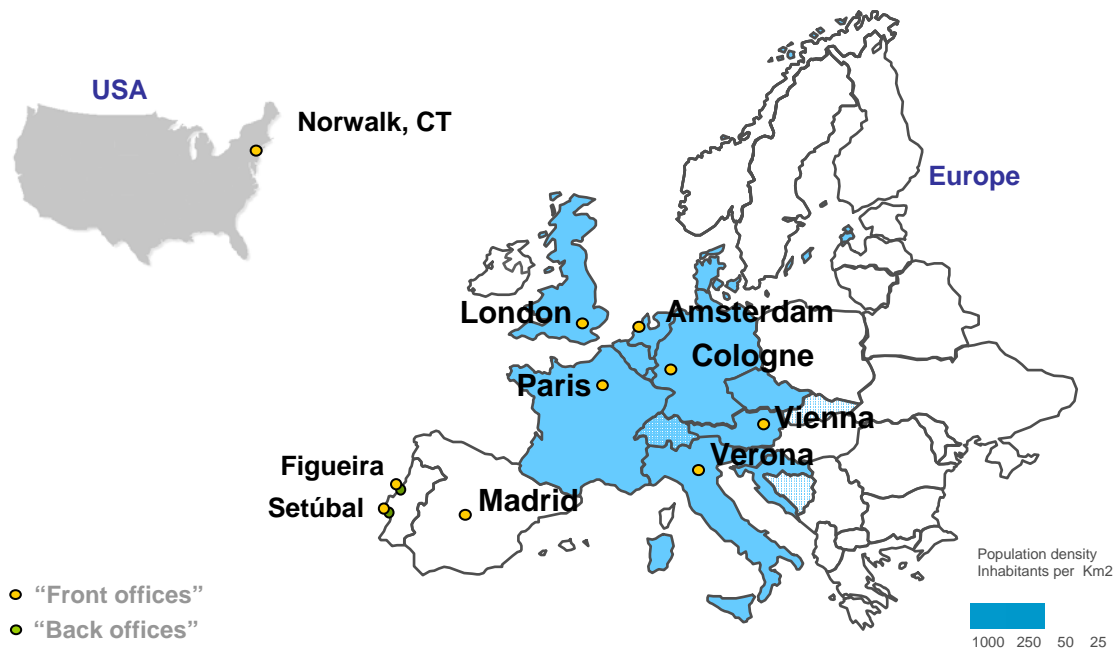 USA
Norwalk, CT
Europe
London
Amsterdam
Cologne
Paris
Vienna
Verona
Figueira
Setúbal
Madrid
Population density
Inhabitants per Km2
“Front offices”
“Back offices”
1000 250 50 25